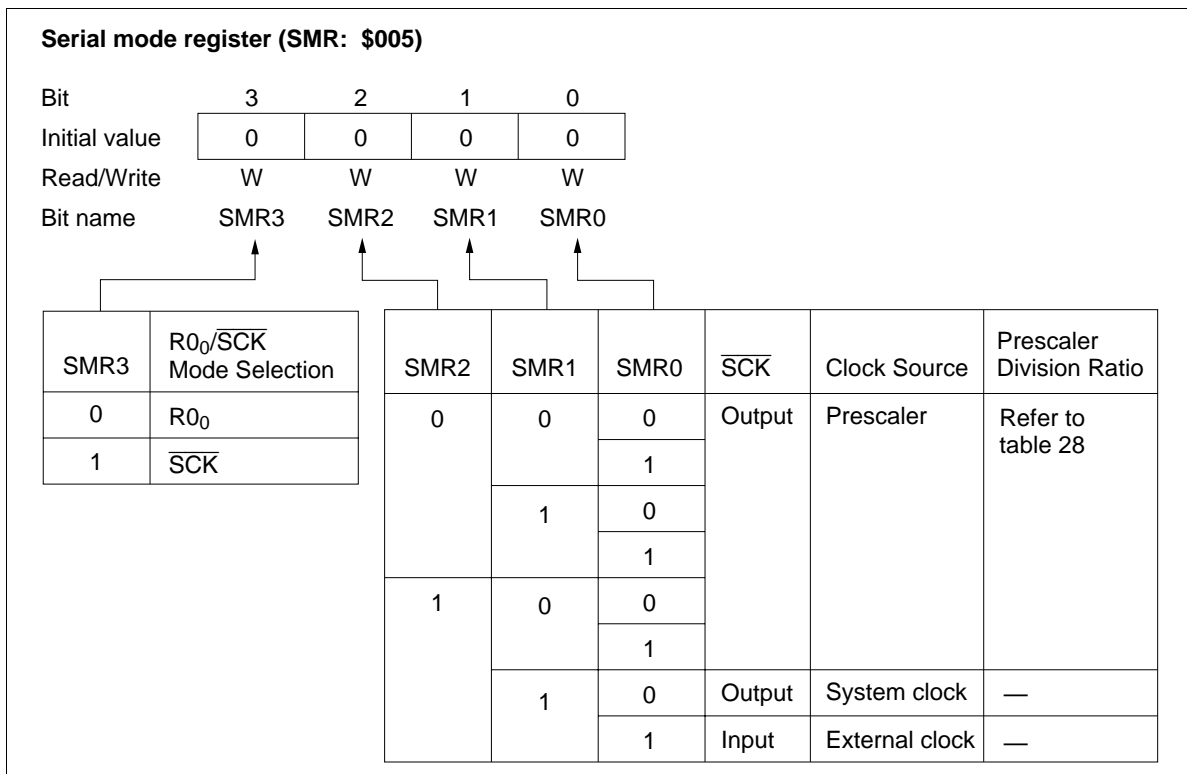 Serial mode register (SMR: $005)
Bit 3 2 1 0
Initial value 0 0 0 0
Read/Write W W W W
Bit name SMR3 SMR2 SMR1 SMR0
SMR3 R0₀/S̅C̅K̅ Mode Selection
0 R0₀
1 S̅C̅K̅
SMR2 SMR1 SMR0 S̅C̅K̅ Clock Source Prescaler Division Ratio
0 0 0 Output Prescaler Refer to table 28
1
1 0
1
1 0 0
1
1 0 Output System clock —
1 Input External clock —